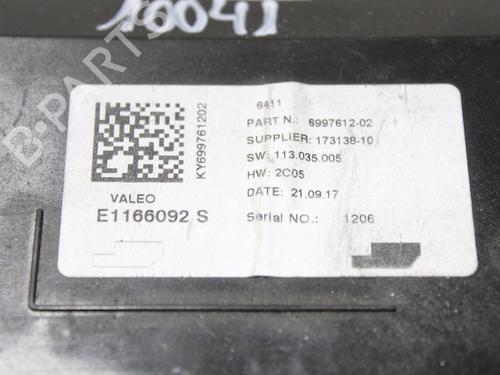 10041
B-PARTS
KY699761202
VALEO
E1166092 S
6411
PART N.: 6997612-02
SUPPLIER: 173138-10
SW: 113.035.005
HW: 2C05
DATE: 21.09.17
Serial NO.: 1206